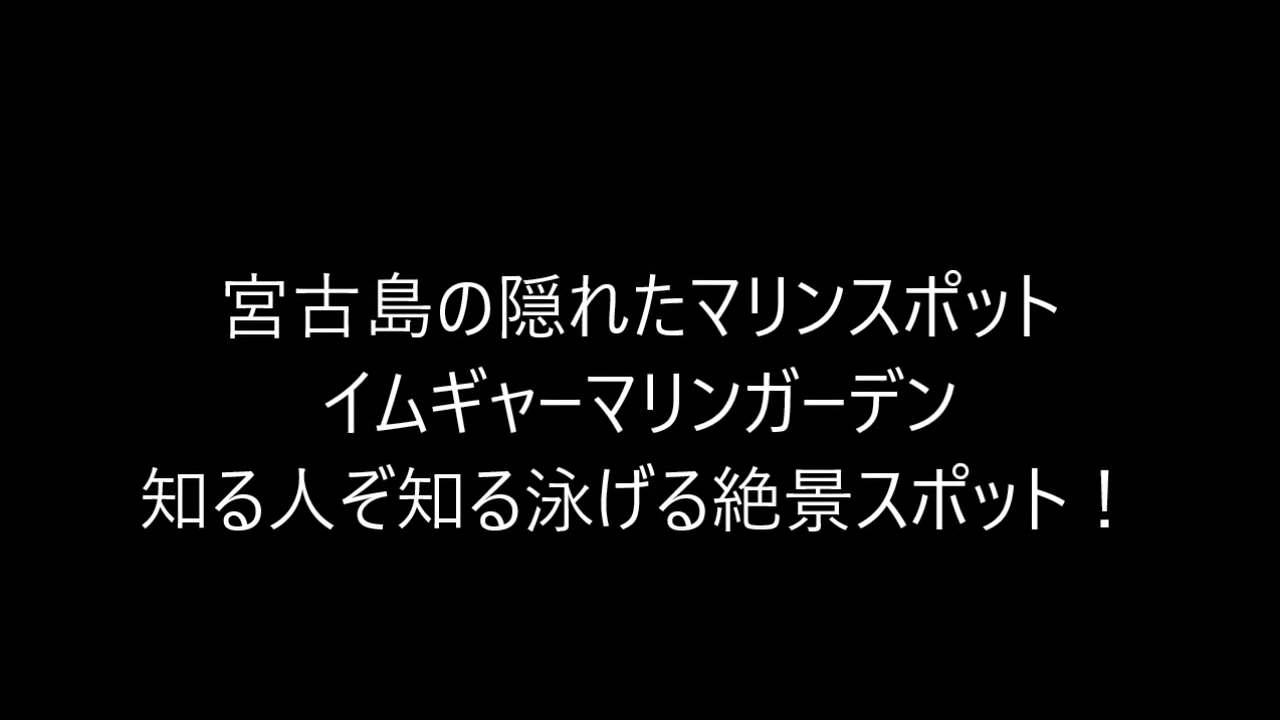 宮古島の隠れたマリンスポット
イムギャーマリンガーデン
知る人ぞ知る泳げる絶景スポット！